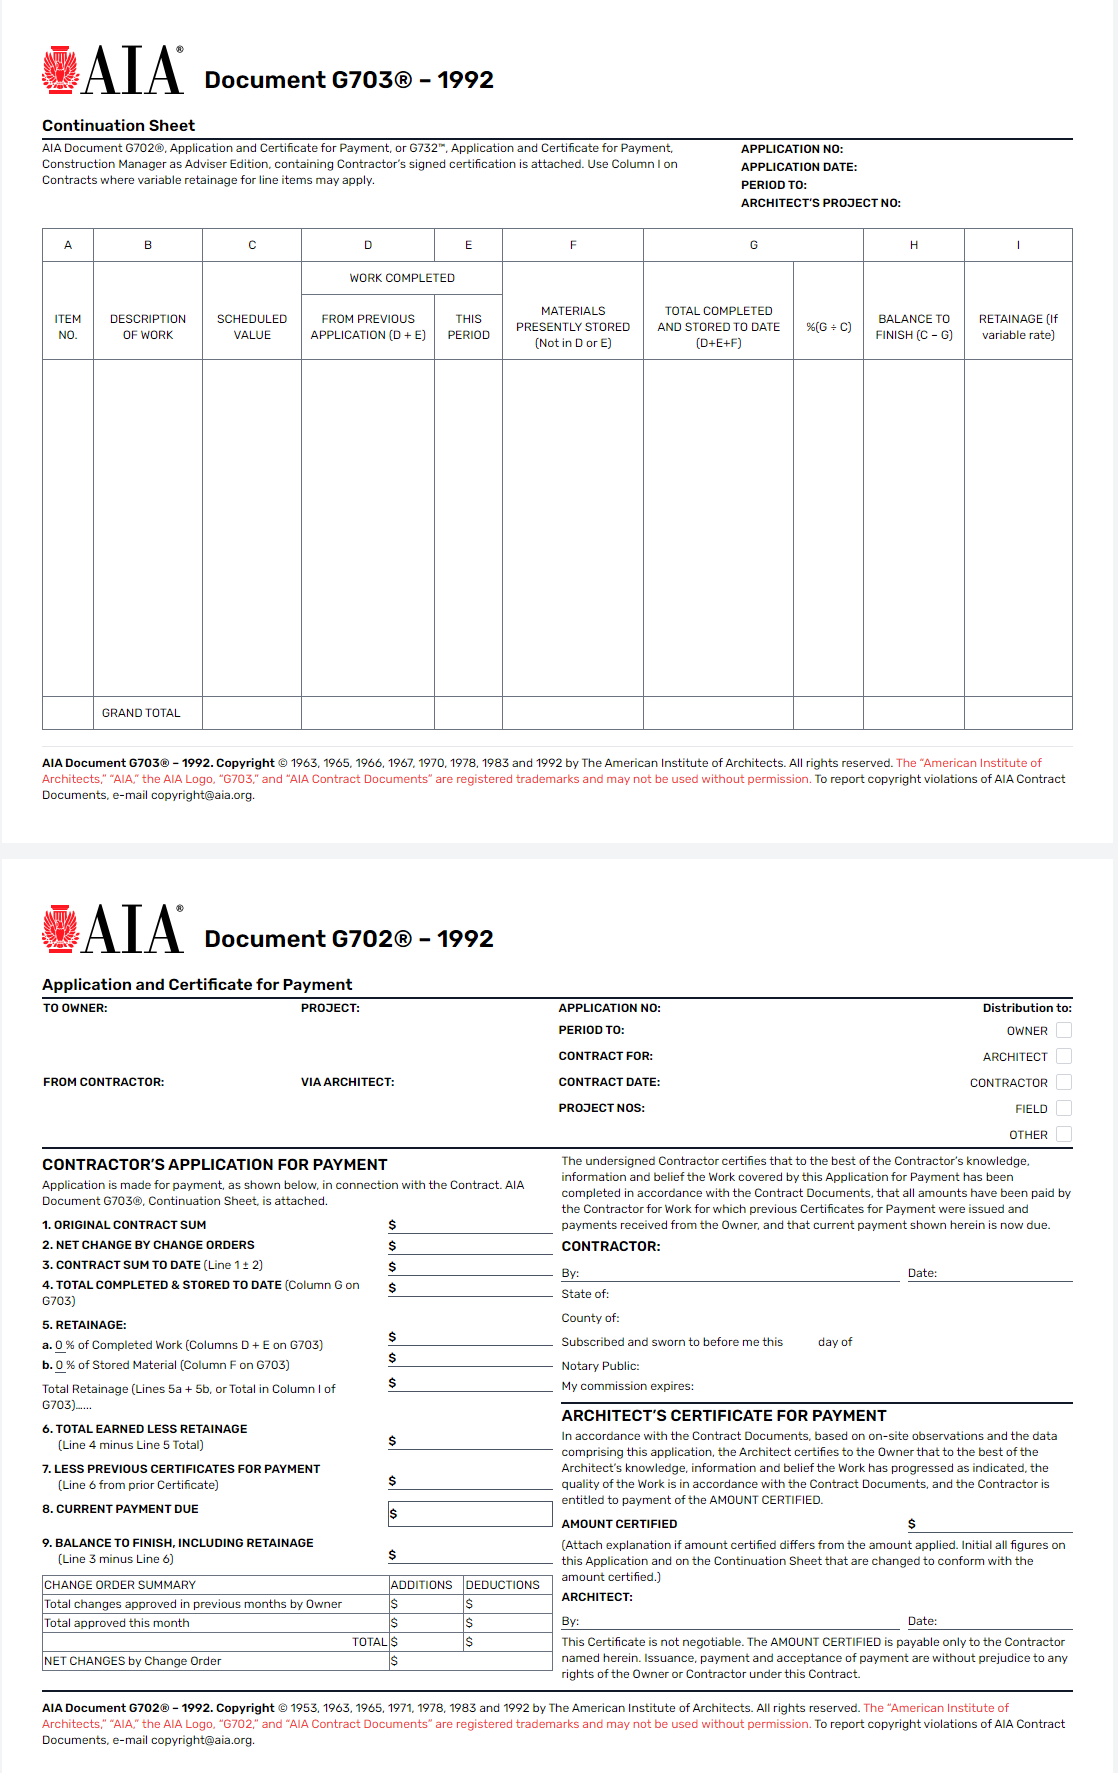 AIA®
Document G703® – 1992
Continuation Sheet
AIA Document G702®, Application and Certificate for Payment, or G732™, Application and Certificate for Payment,
Construction Manager as Adviser Edition, containing Contractor's signed certification is attached. Use Column I on
Contracts where variable retainage for line items may apply.
APPLICATION NO:
APPLICATION DATE:
PERIOD TO:
ARCHITECT'S PROJECT NO:
A B C D E F G H I
WORK COMPLETED
ITEM
NO.
DESCRIPTION
OF WORK
SCHEDULED
VALUE
FROM PREVIOUS
APPLICATION (D + E)
THIS
PERIOD
MATERIALS
PRESENTLY STORED
(Not in D or E)
TOTAL COMPLETED
AND STORED TO DATE
(D+E+F)
%(G ÷ C)
BALANCE TO
FINISH (C – G)
RETAINAGE (If
variable rate)
GRAND TOTAL
AIA Document G703® – 1992. Copyright © 1963, 1965, 1966, 1967, 1970, 1978, 1983 and 1992 by The American Institute of Architects. All rights reserved. The "American Institute of
Architects," "AIA," the AIA Logo, "G703," and "AIA Contract Documents" are registered trademarks and may not be used without permission. To report copyright violations of AIA Contract
Documents, e-mail copyright@aia.org.
AIA®
Document G702® – 1992
Application and Certificate for Payment
TO OWNER:
PROJECT:
APPLICATION NO:
Distribution to:
PERIOD TO:
OWNER
CONTRACT FOR:
ARCHITECT
FROM CONTRACTOR:
VIA ARCHITECT:
CONTRACT DATE:
CONTRACTOR
PROJECT NOS:
FIELD
OTHER
CONTRACTOR'S APPLICATION FOR PAYMENT
Application is made for payment, as shown below, in connection with the Contract. AIA
Document G703®, Continuation Sheet, is attached.
1. ORIGINAL CONTRACT SUM $
2. NET CHANGE BY CHANGE ORDERS $
3. CONTRACT SUM TO DATE (Line 1 ± 2) $
4. TOTAL COMPLETED & STORED TO DATE (Column G on $
G703)
5. RETAINAGE:
a. 0 % of Completed Work (Columns D + E on G703) $
b. 0 % of Stored Material (Column F on G703) $
Total Retainage (Lines 5a + 5b, or Total in Column I of $
G703)......
6. TOTAL EARNED LESS RETAINAGE
(Line 4 minus Line 5 Total) $
7. LESS PREVIOUS CERTIFICATES FOR PAYMENT
(Line 6 from prior Certificate) $
8. CURRENT PAYMENT DUE $
9. BALANCE TO FINISH, INCLUDING RETAINAGE
(Line 3 minus Line 6) $
CHANGE ORDER SUMMARY ADDITIONS DEDUCTIONS
Total changes approved in previous months by Owner $ $
Total approved this month $ $
TOTAL $ $
NET CHANGES by Change Order $
The undersigned Contractor certifies that to the best of the Contractor's knowledge,
information and belief the Work covered by this Application for Payment has been
completed in accordance with the Contract Documents, that all amounts have been paid by
the Contractor for Work for which previous Certificates for Payment were issued and
payments received from the Owner, and that current payment shown herein is now due.
CONTRACTOR:
By: Date:
State of:
County of:
Subscribed and sworn to before me this day of
Notary Public:
My commission expires:
ARCHITECT'S CERTIFICATE FOR PAYMENT
In accordance with the Contract Documents, based on on-site observations and the data
comprising this application, the Architect certifies to the Owner that to the best of the
Architect's knowledge, information and belief the Work has progressed as indicated, the
quality of the Work is in accordance with the Contract Documents, and the Contractor is
entitled to payment of the AMOUNT CERTIFIED.
AMOUNT CERTIFIED $
(Attach explanation if amount certified differs from the amount applied. Initial all figures on
this Application and on the Continuation Sheet that are changed to conform with the
amount certified.)
ARCHITECT:
By: Date:
This Certificate is not negotiable. The AMOUNT CERTIFIED is payable only to the Contractor
named herein. Issuance, payment and acceptance of payment are without prejudice to any
rights of the Owner or Contractor under this Contract.
AIA Document G702® – 1992. Copyright © 1953, 1963, 1965, 1971, 1978, 1983 and 1992 by The American Institute of Architects. All rights reserved. The "American Institute of
Architects," "AIA," the AIA Logo, "G702," and "AIA Contract Documents" are registered trademarks and may not be used without permission. To report copyright violations of AIA Contract
Documents, e-mail copyright@aia.org.